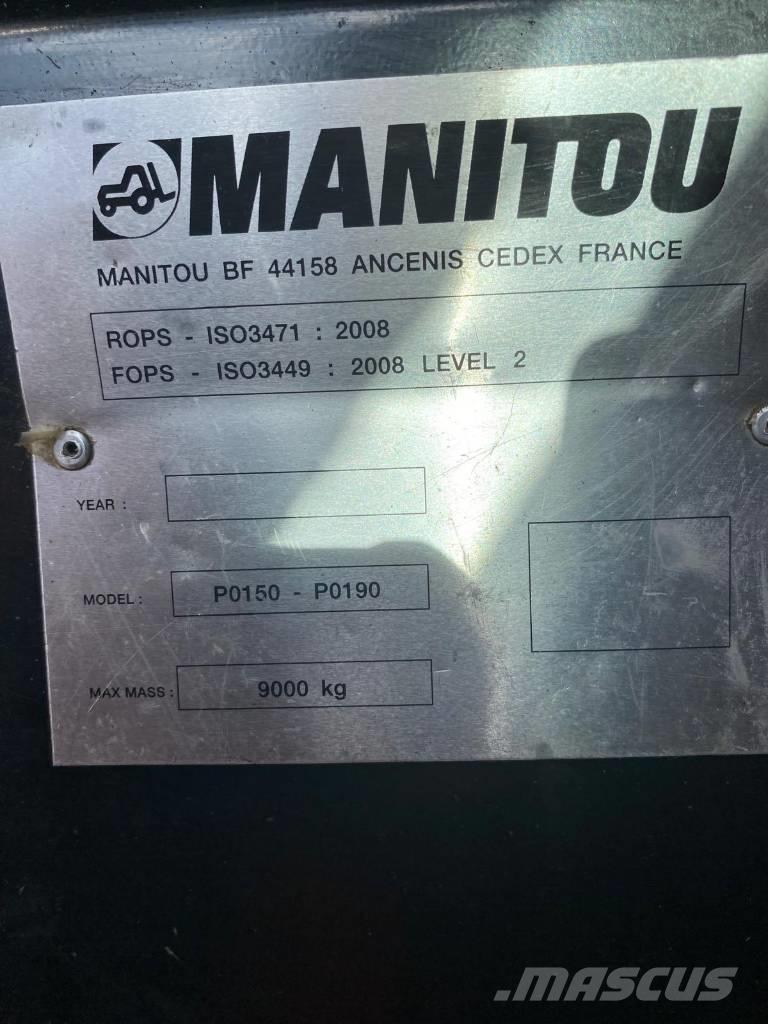 MANITOU
MANITOU BF 44158 ANCENIS CEDEX FRANCE
ROPS - ISO3471 : 2008
FOPS - ISO3449 : 2008 LEVEL 2
YEAR :
MODEL : P0150 - P0190
MAX MASS : 9000 kg
MASCUS